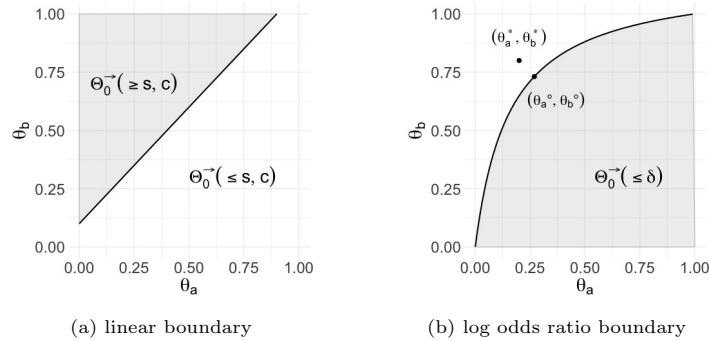 1.00
0.75
0.50
0.25
0.00
θb
Θ0→(≥ s, c)
Θ0→(≤ s, c)
0.00 0.25 0.50 0.75 1.00
θa
(a) linear boundary
1.00
0.75
0.50
0.25
0.00
θb
(θa*, θb*)
(θa°, θb°)
Θ0→(≤ δ)
0.00 0.25 0.50 0.75 1.00
θa
(b) log odds ratio boundary